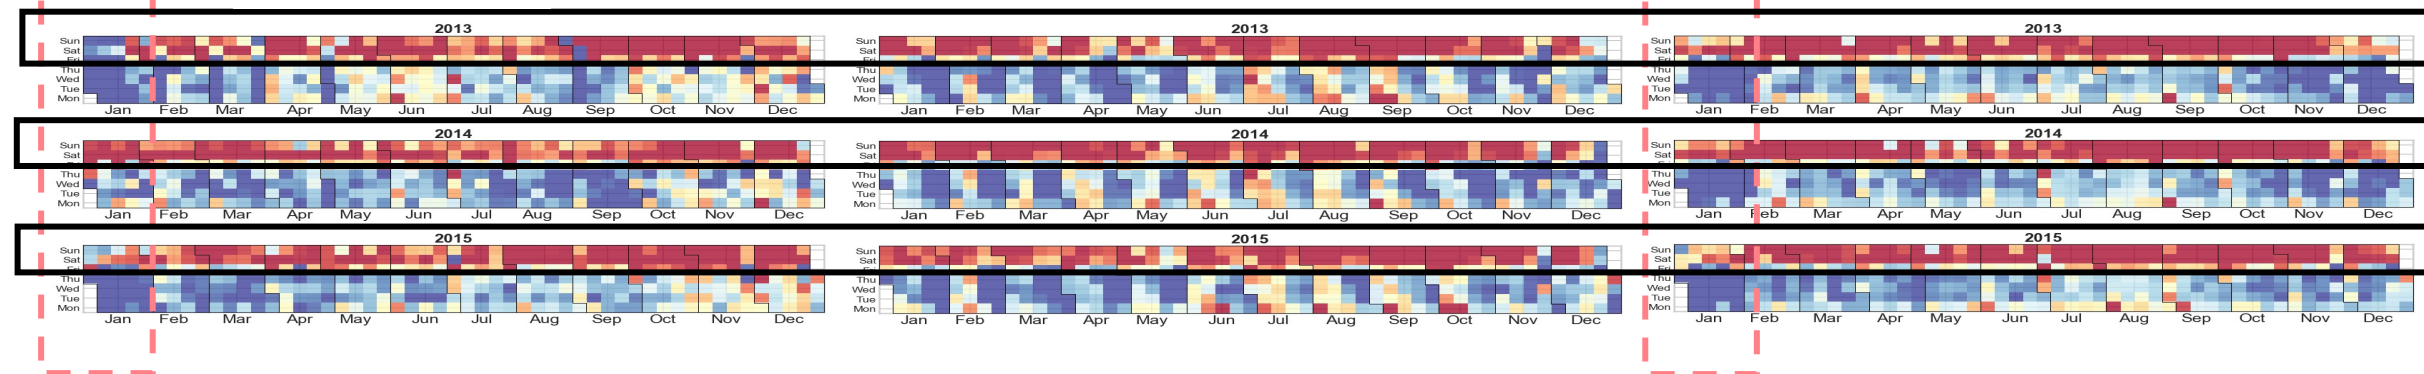 2013 2013 2013
Sun Sun Sun
Sat Sat Sat
Fri Fri Fri
Thu Thu Thu
Wed Wed Wed
Tue Tue Tue
Mon Mon Mon
Jan Feb Mar Apr May Jun Jul Aug Sep Oct Nov Dec Jan Feb Mar Apr May Jun Jul Aug Sep Oct Nov Dec Jan Feb Mar Apr May Jun Jul Aug Sep Oct Nov Dec
2014 2014 2014
Sun Sun Sun
Sat Sat Sat
Thu Thu Thu
Wed Wed Wed
Tue Tue Tue
Mon Mon Mon
Jan Feb Mar Apr May Jun Jul Aug Sep Oct Nov Dec Jan Feb Mar Apr May Jun Jul Aug Sep Oct Nov Dec Jan Feb Mar Apr May Jun Jul Aug Sep Oct Nov Dec
2015 2015 2015
Sun Sun Sun
Sat Sat Sat
Fri Fri Fri
Thu Thu Thu
Wed Wed Wed
Tue Tue Tue
Mon Mon Mon
Jan Feb Mar Apr May Jun Jul Aug Sep Oct Nov Dec Jan Feb Mar Apr May Jun Jul Aug Sep Oct Nov Dec Jan Feb Mar Apr May Jun Jul Aug Sep Oct Nov Dec